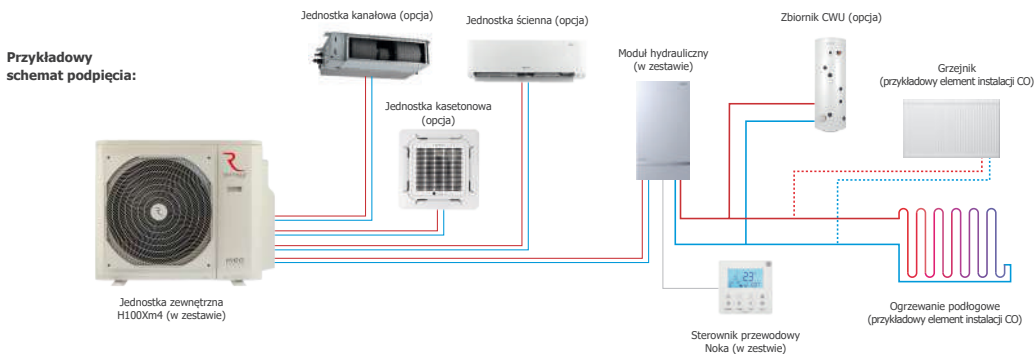 Przykładowy
schemat podpięcia:
Jednostka kanałowa (opcja)
Jednostka ścienna (opcja)
Zbiornik CWU (opcja)
Moduł hydrauliczny
(w zestawie)
Grzejnik
(przykładowy element instalacji CO)
Jednostka kasetonowa
(opcja)
Jednostka zewnętrzna
H100Xm4 (w zestawie)
Sterownik przewodowy
Noka (w zestwie)
Ogrzewanie podłogowe
(przykładowy element instalacji CO)